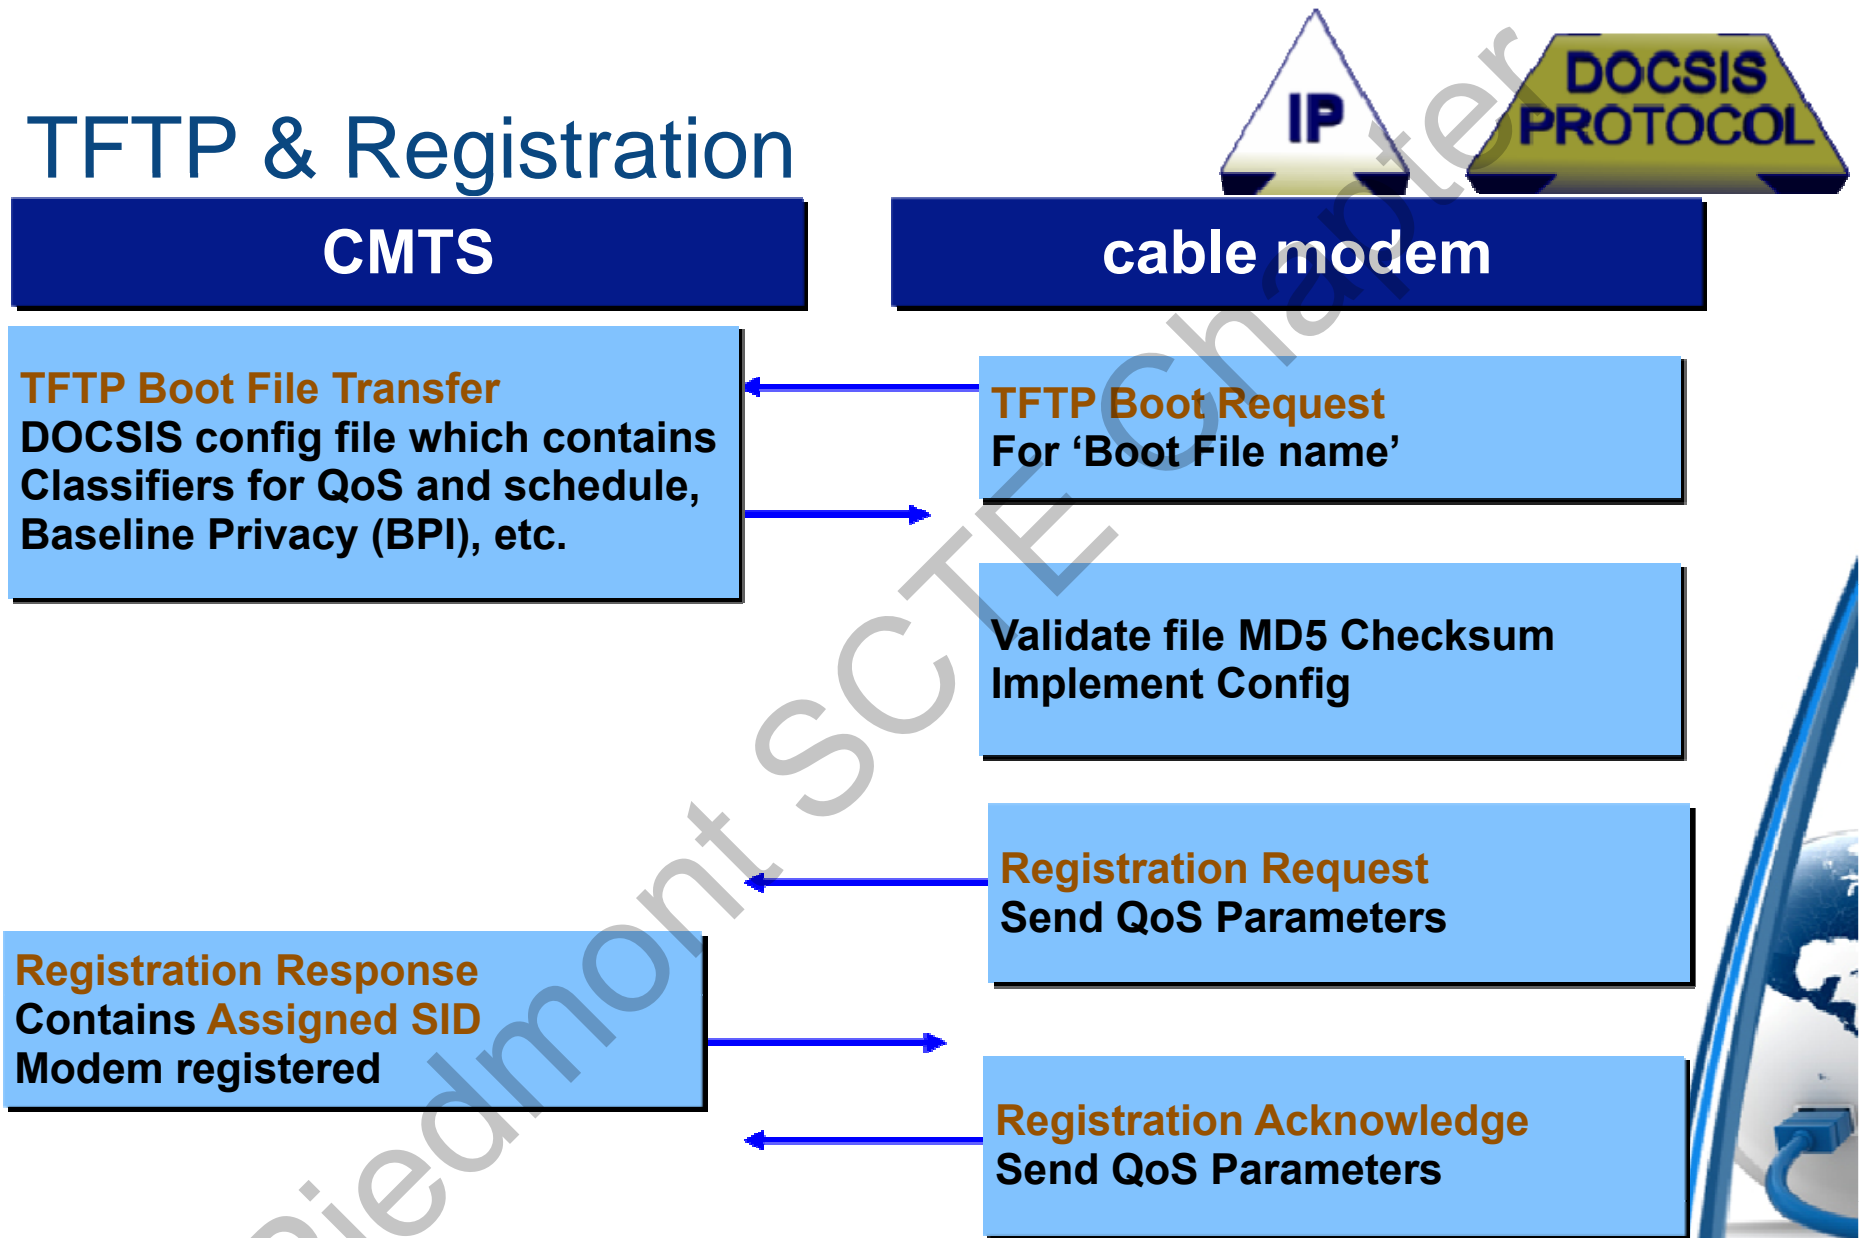 TFTP & Registration
IP
DOCSIS
PROTOCOL
CMTS
cable modem
TFTP Boot File Transfer
DOCSIS config file which contains
Classifiers for QoS and schedule,
Baseline Privacy (BPI), etc.
TFTP Boot Request
For ‘Boot File name’
Validate file MD5 Checksum
Implement Config
Registration Request
Send QoS Parameters
Registration Response
Contains Assigned SID
Modem registered
Registration Acknowledge
Send QoS Parameters
Piedmont SCTE Chapter